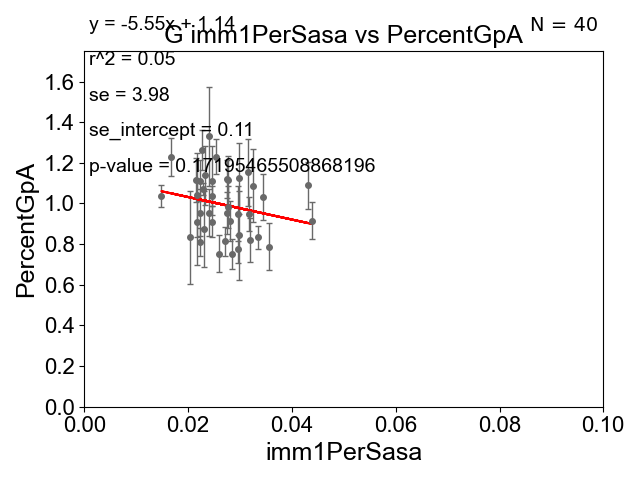 y = -5.55x + 1.14
G imm1PerSasa vs PercentGpA
N = 40
r^2 = 0.05
se = 3.98
se_intercept = 0.11
p-value = 0.17195465508868196
PercentGpA
1.6
1.4
1.2
1.0
0.8
0.6
0.4
0.2
0.0
0.00 0.02 0.04 0.06 0.08 0.10
imm1PerSasa